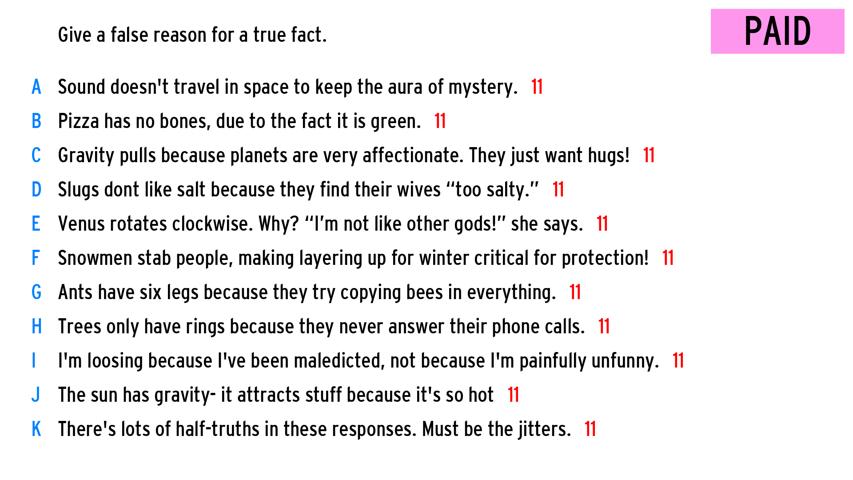 Give a false reason for a true fact.
PAID
A Sound doesn't travel in space to keep the aura of mystery. 11
B Pizza has no bones, due to the fact it is green. 11
C Gravity pulls because planets are very affectionate. They just want hugs! 11
D Slugs dont like salt because they find their wives “too salty.” 11
E Venus rotates clockwise. Why? “I’m not like other gods!” she says. 11
F Snowmen stab people, making layering up for winter critical for protection! 11
G Ants have six legs because they try copying bees in everything. 11
H Trees only have rings because they never answer their phone calls. 11
I I'm loosing because I've been maledicted, not because I'm painfully unfunny. 11
J The sun has gravity- it attracts stuff because it's so hot 11
K There's lots of half-truths in these responses. Must be the jitters. 11